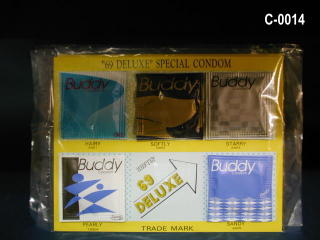 C-0014
"69 DELUXE" SPECIAL CONDOM
Buddy
Buddy
Buddy
HAIRY
SOFTLY
STARRY
Buddy
69
DELUXE
Buddy
PEARLY
SANDY
TRADE MARK